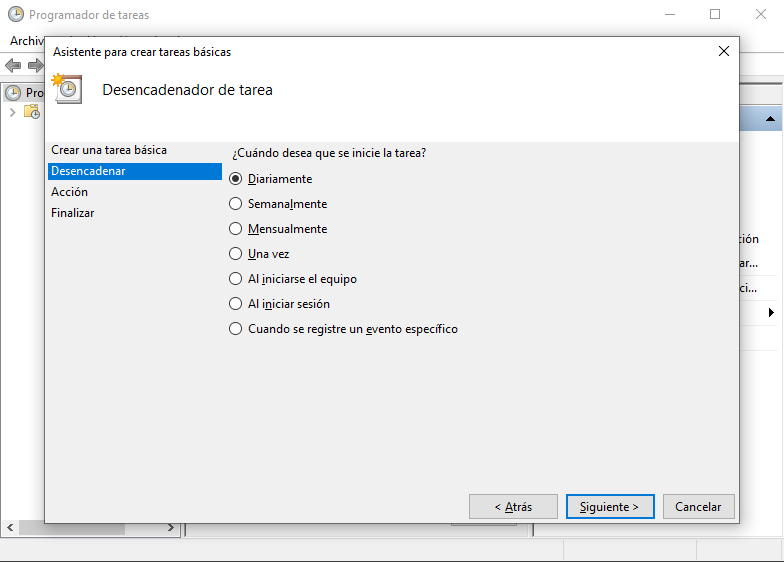 Programador de tareas
Archiv
Asistente para crear tareas básicas
Desencadenador de tarea
Pro
Crear una tarea básica
Desencadenar
Acción
Finalizar
¿Cuándo desea que se inicie la tarea?
Diariamente
Semanalmente
Mensualmente
Una vez
Al iniciarse el equipo
Al iniciar sesión
Cuando se registre un evento específico
ión
ar...
ci...
< Atrás
Siguiente >
Cancelar